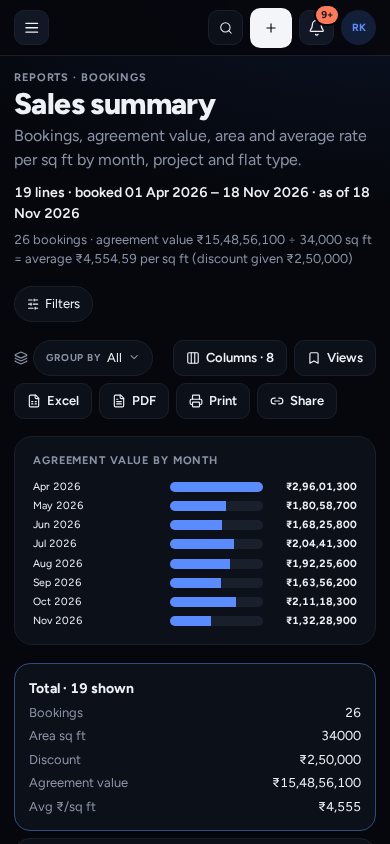 9+
RK
REPORTS · BOOKINGS
Sales summary
Bookings, agreement value, area and average rate
per sq ft by month, project and flat type.
19 lines · booked 01 Apr 2026 – 18 Nov 2026 · as of 18
Nov 2026
26 bookings · agreement value ₹15,48,56,100 ÷ 34,000 sq ft
= average ₹4,554.59 per sq ft (discount given ₹2,50,000)
Filters
GROUP BY All
Columns · 8
Views
Excel
PDF
Print
Share
AGREEMENT VALUE BY MONTH
Apr 2026 ₹2,96,01,300
May 2026 ₹1,80,58,700
Jun 2026 ₹1,68,25,800
Jul 2026 ₹2,04,41,300
Aug 2026 ₹1,92,25,600
Sep 2026 ₹1,63,56,200
Oct 2026 ₹2,11,18,300
Nov 2026 ₹1,32,28,900
Total · 19 shown
Bookings 26
Area sq ft 34000
Discount ₹2,50,000
Agreement value ₹15,48,56,100
Avg ₹/sq ft ₹4,555